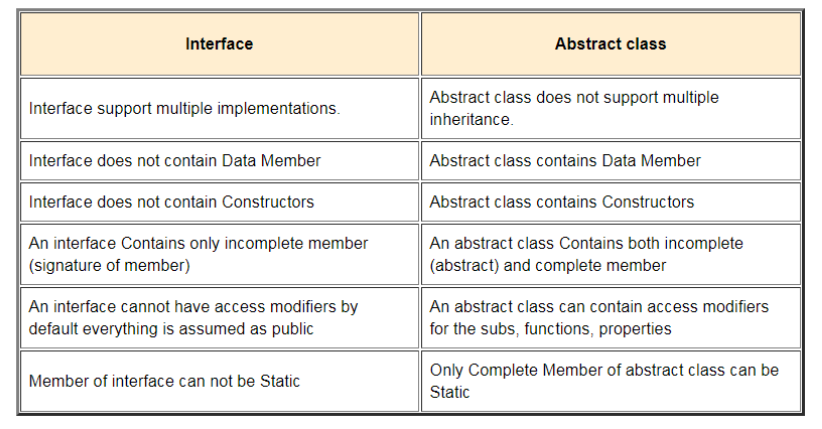 Interface
Abstract class
Interface support multiple implementations.
Abstract class does not support multiple
inheritance.
Interface does not contain Data Member
Abstract class contains Data Member
Interface does not contain Constructors
Abstract class contains Constructors
An interface Contains only incomplete member
(signature of member)
An abstract class Contains both incomplete
(abstract) and complete member
An interface cannot have access modifiers by
default everything is assumed as public
An abstract class can contain access modifiers
for the subs, functions, properties
Member of interface can not be Static
Only Complete Member of abstract class can be
Static